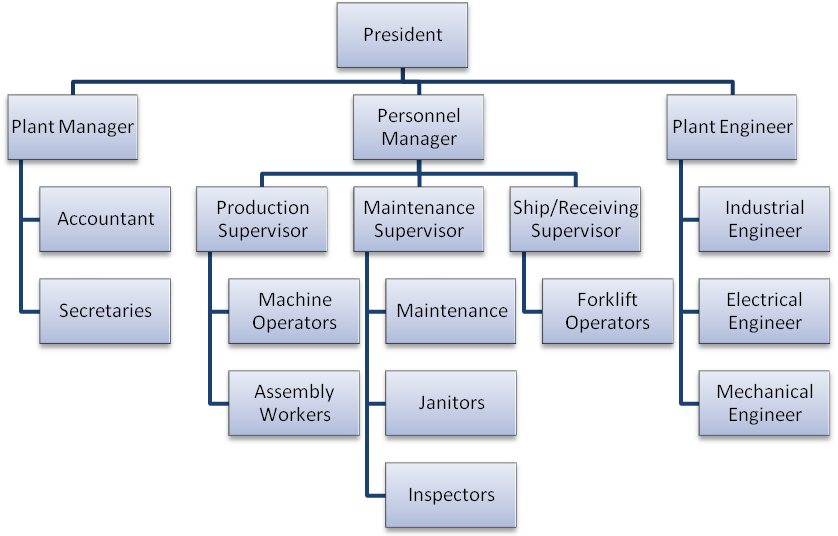 President
Plant Manager
Personnel
Manager
Plant Engineer
Accountant
Secretaries
Production
Supervisor
Machine
Operators
Assembly
Workers
Maintenance
Supervisor
Maintenance
Janitors
Inspectors
Ship/Receiving
Supervisor
Forklift
Operators
Industrial
Engineer
Electrical
Engineer
Mechanical
Engineer